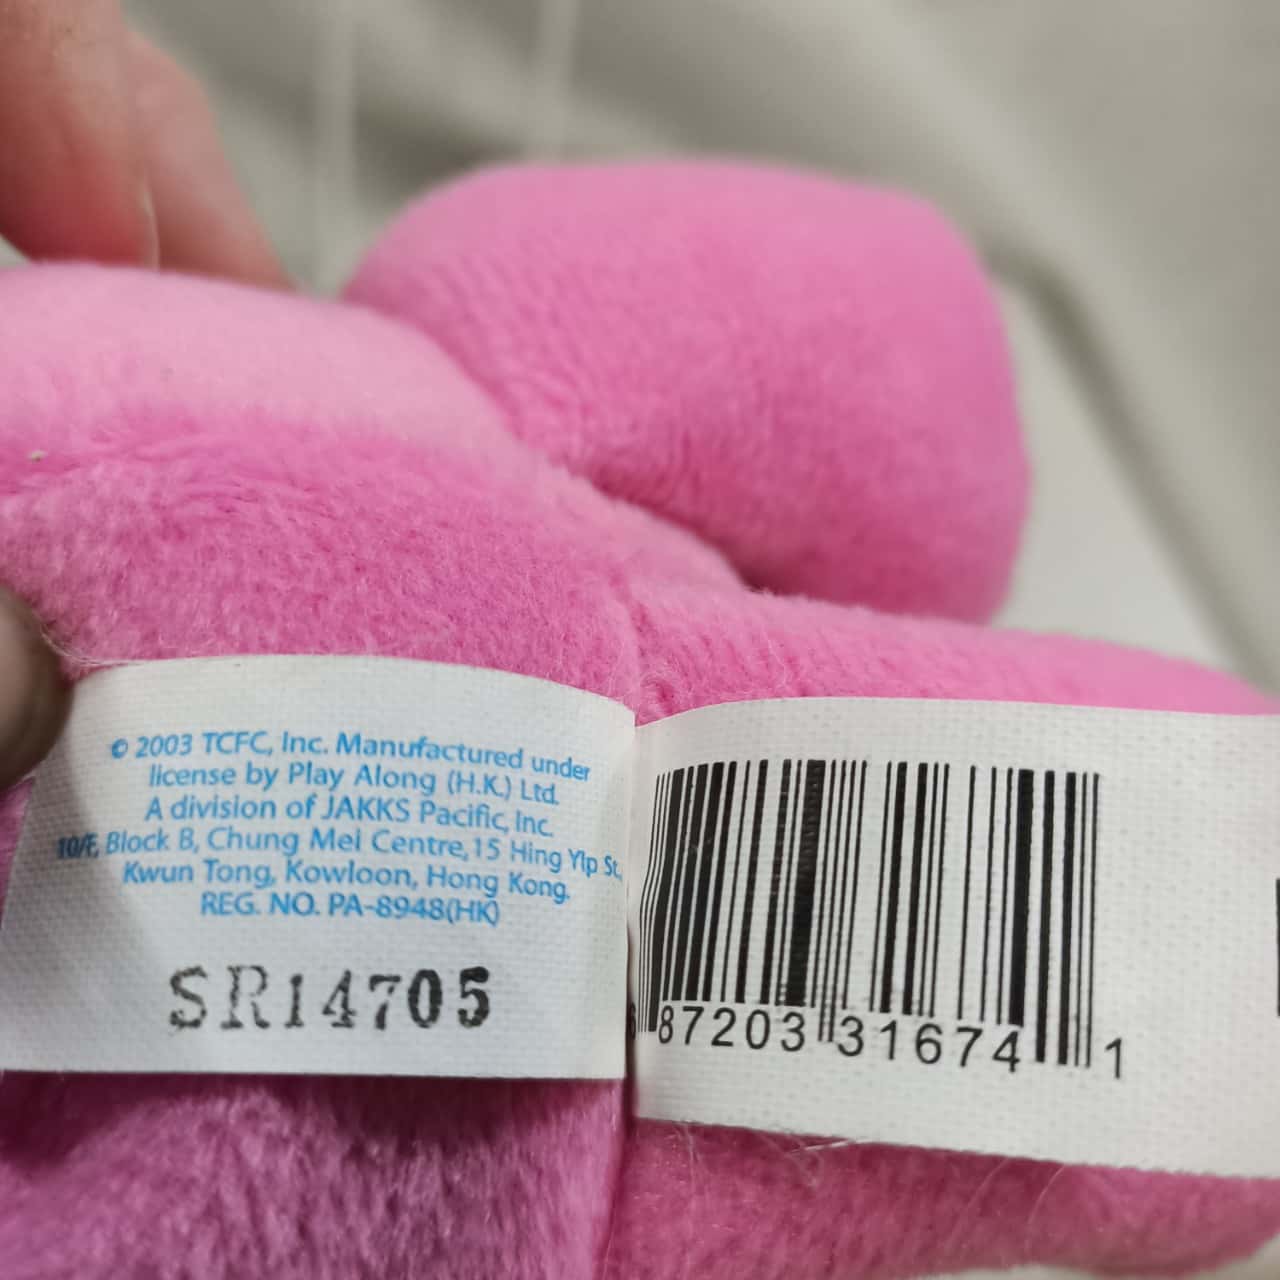 © 2003 TCFC, Inc. Manufactured under
license by Play Along (H.K.) Ltd.
A division of JAKKS Pacific, Inc.
10/F, Block B, Chung Mei Centre, 15 Hing Yip St.,
Kwun Tong, Kowloon, Hong Kong.
REG. NO. PA-8948(HK)
SR14705
6 87203 31674 1